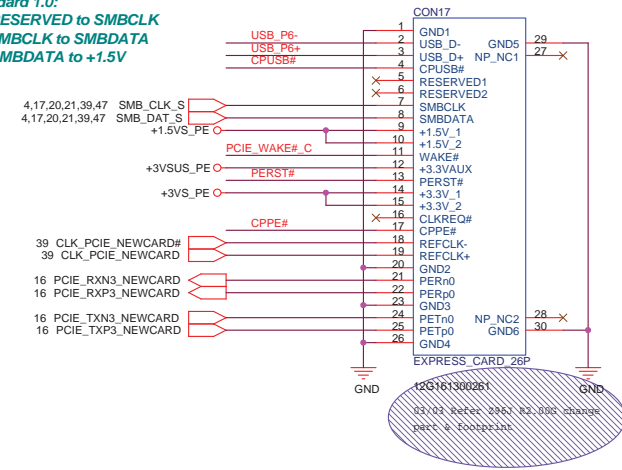 ard 1.0:
RESERVED to SMBCLK
MBCLK to SMBDATA
MBDATA to +1.5V
CON17
USB_P6- 1 GND1
2 USB_D- GND5 29
USB_P6+ 3 USB_D+ NP_NC1 27
CPUSB# 4 CPUSB#
5 RESERVED1
6 RESERVED2
4,17,20,21,39,47 SMB_CLK_S 7 SMBCLK
4,17,20,21,39,47 SMB_DAT_S 8 SMBDATA
+1.5VS_PE 9 +1.5V_1
10 +1.5V_2
PCIE_WAKE#_C 11 WAKE#
+3VSUS_PE 12 +3.3VAUX
PERST# 13 PERST#
+3VS_PE 14 +3.3V_1
15 +3.3V_2
16 CLKREQ#
CPPE# 17 CPPE#
39 CLK_PCIE_NEWCARD# 18 REFCLK-
39 CLK_PCIE_NEWCARD 19 REFCLK+
20 GND2
16 PCIE_RXN3_NEWCARD 21 PERn0
16 PCIE_RXP3_NEWCARD 22 PERp0
23 GND3
16 PCIE_TXN3_NEWCARD 24 PETn0 NP_NC2 28
16 PCIE_TXP3_NEWCARD 25 PETp0 GND6 30
26 GND4
EXPRESS_CARD_26P
GND 12G161300261 GND
03/03 Refer Z96J R2.00G change
part & footprint